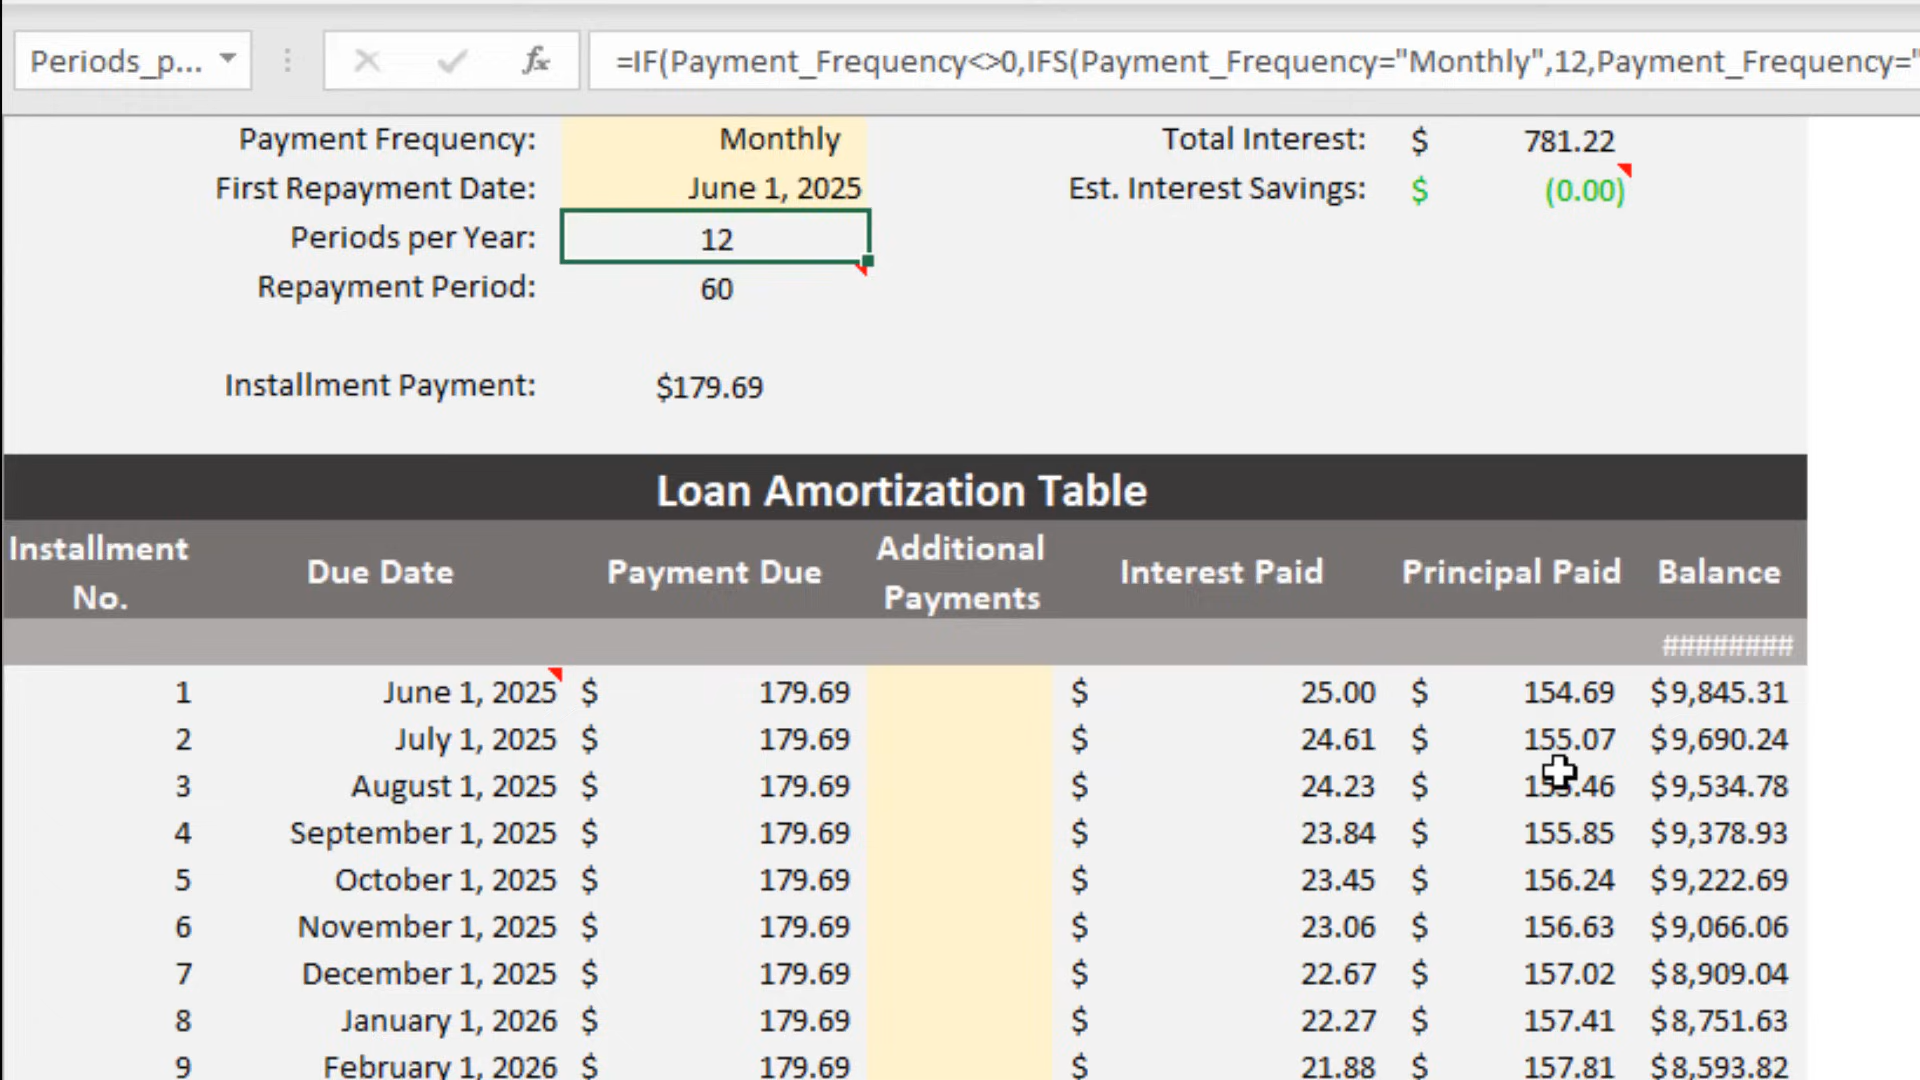 Periods_p... fx =IF(Payment_Frequency<>0,IFS(Payment_Frequency="Monthly",12,Payment_Frequency="
Payment Frequency: Monthly Total Interest: $ 781.22
First Repayment Date: June 1, 2025 Est. Interest Savings: $ (0.00)
Periods per Year: 12
Repayment Period: 60
Installment Payment: $179.69
Loan Amortization Table
Installment No. Due Date Payment Due Additional Payments Interest Paid Principal Paid Balance
########
1 June 1, 2025 $ 179.69 $ 25.00 $ 154.69 $9,845.31
2 July 1, 2025 $ 179.69 $ 24.61 $ 155.07 $9,690.24
3 August 1, 2025 $ 179.69 $ 24.23 $ 155.46 $9,534.78
4 September 1, 2025 $ 179.69 $ 23.84 $ 155.85 $9,378.93
5 October 1, 2025 $ 179.69 $ 23.45 $ 156.24 $9,222.69
6 November 1, 2025 $ 179.69 $ 23.06 $ 156.63 $9,066.06
7 December 1, 2025 $ 179.69 $ 22.67 $ 157.02 $8,909.04
8 January 1, 2026 $ 179.69 $ 22.27 $ 157.41 $8,751.63
9 February 1, 2026 $ 179.69 $ 21.88 $ 157.81 $8,593.82